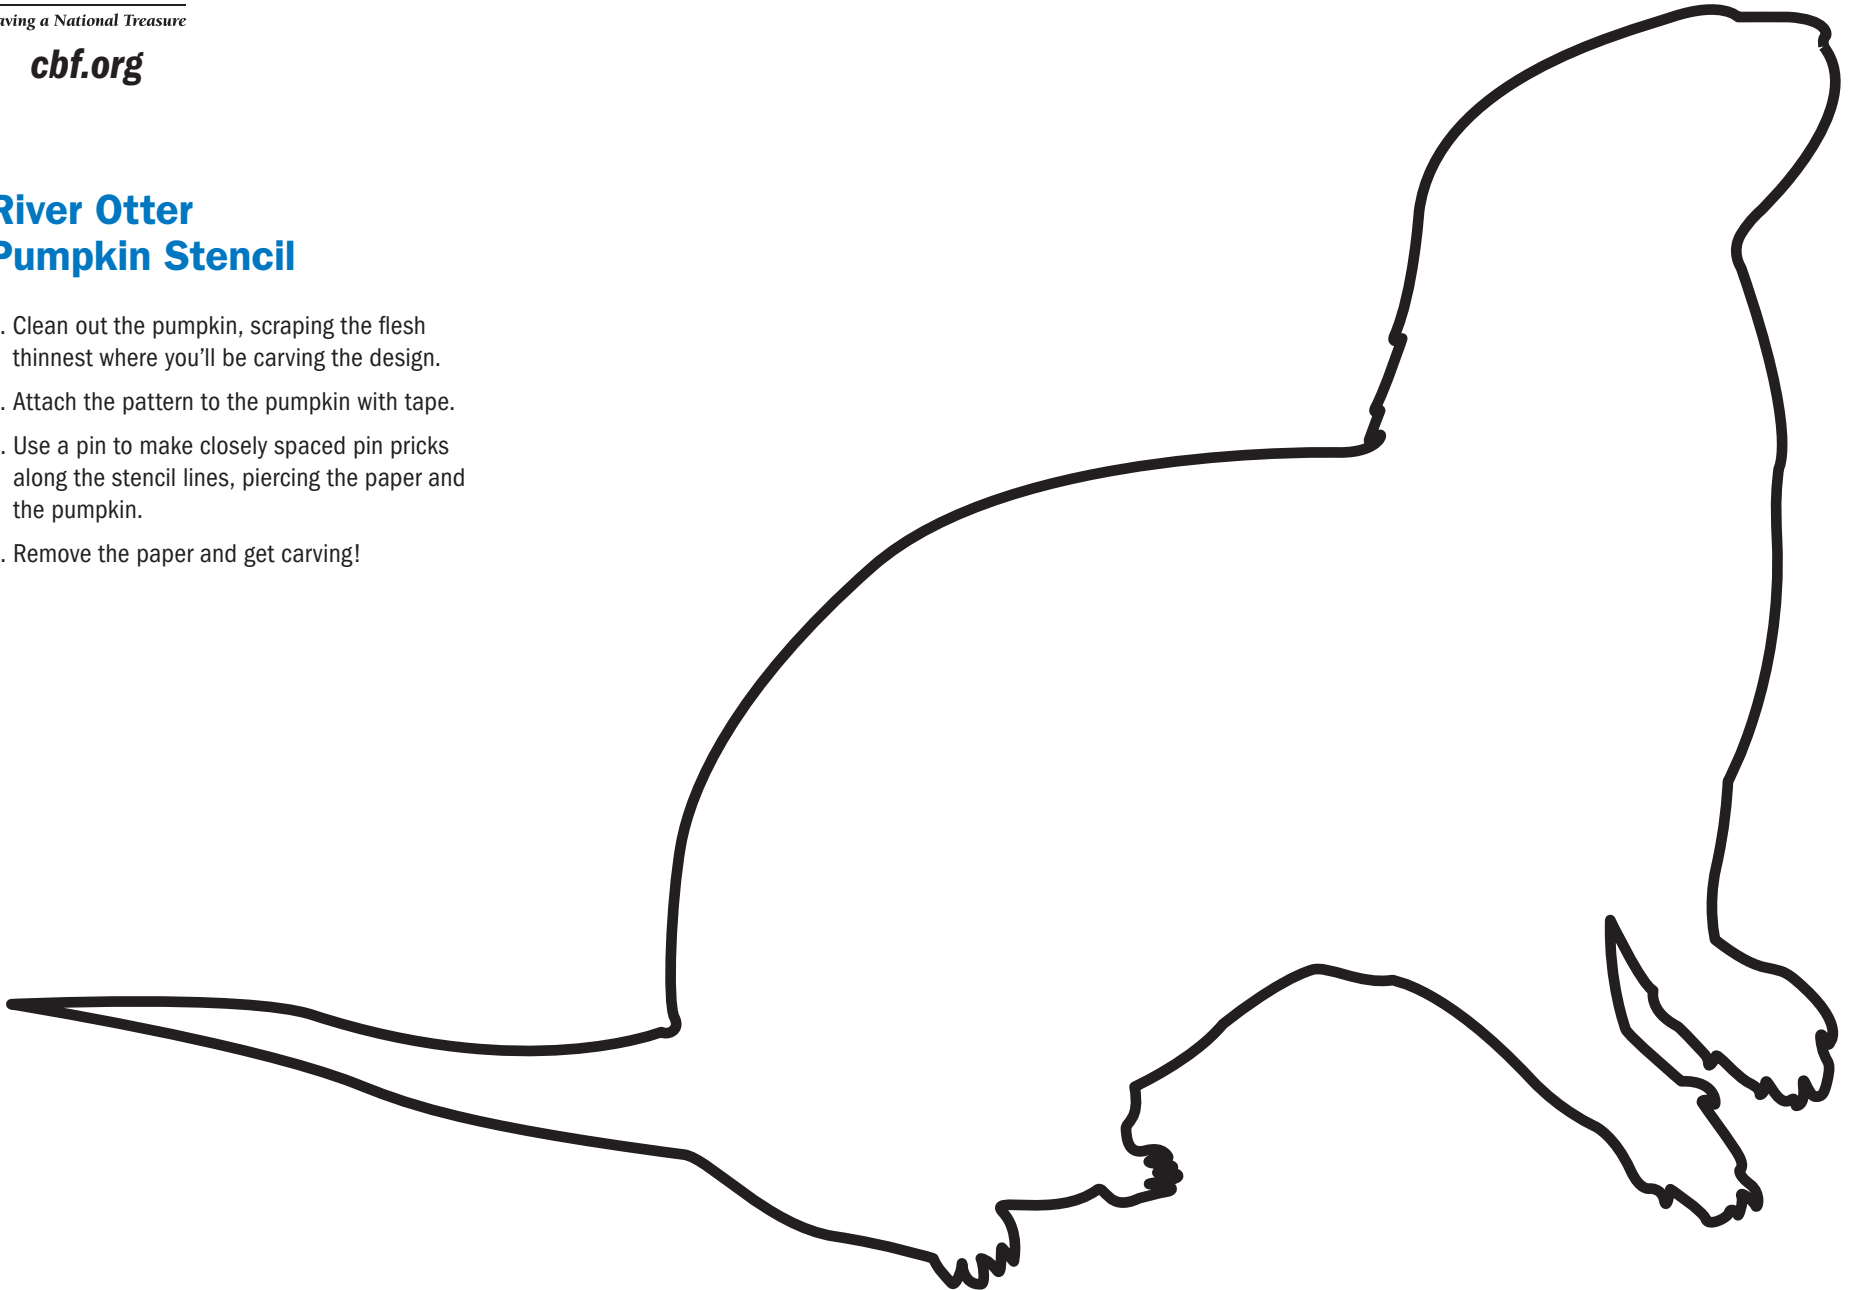 aving a National Treasure
cbf.org
River Otter
Pumpkin Stencil
. Clean out the pumpkin, scraping the flesh
thinnest where you’ll be carving the design.
. Attach the pattern to the pumpkin with tape.
. Use a pin to make closely spaced pin pricks
along the stencil lines, piercing the paper and
the pumpkin.
. Remove the paper and get carving!